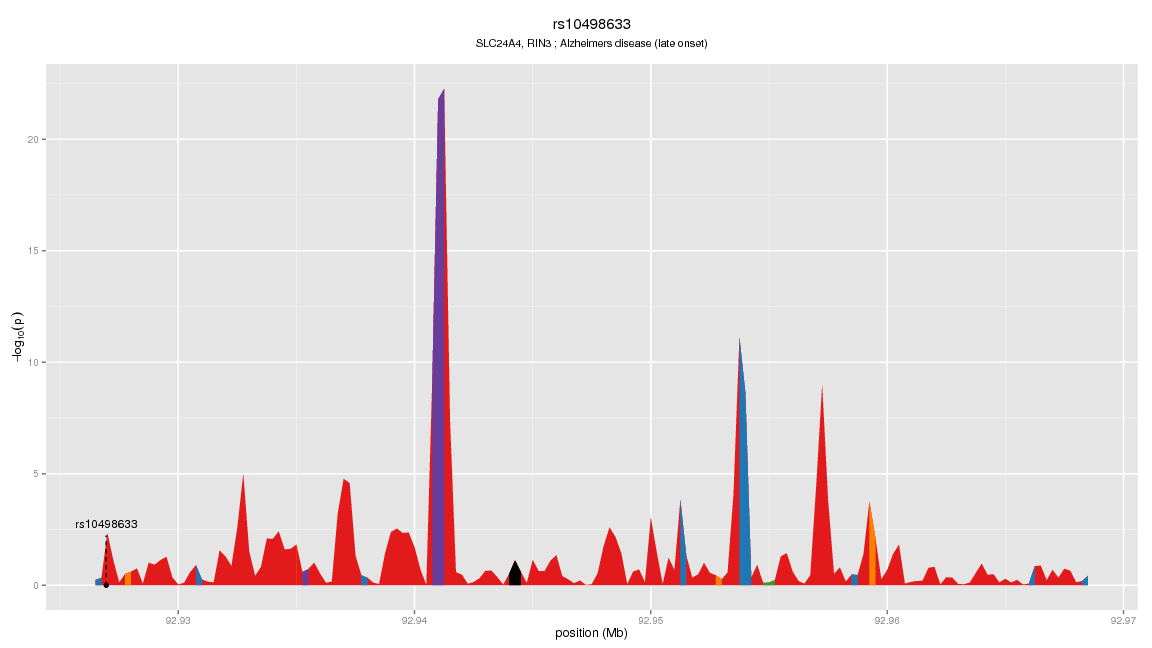 rs10498633
SLC24A4, RIN3 ; Alzheimers disease (late onset)
20
15
10
5
0
−log10(p)
rs10498633
92.93 92.94 92.95 92.96 92.97
position (Mb)